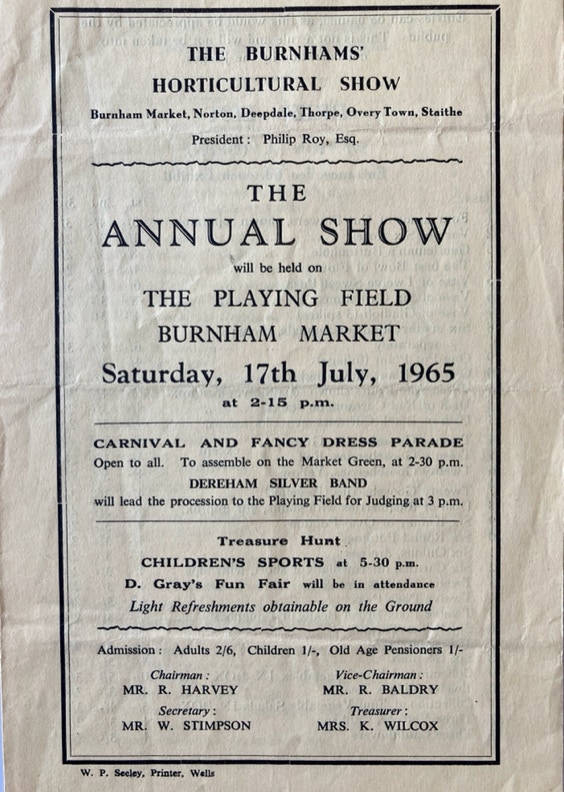 THE BURNHAMS'
HORTICULTURAL SHOW
Burnham Market, Norton, Deepdale, Thorpe, Overy Town, Staithe
President : Philip Roy, Esq.
THE
ANNUAL SHOW
will be held on
THE PLAYING FIELD
BURNHAM MARKET
Saturday, 17th July, 1965
at 2-15 p.m.
CARNIVAL AND FANCY DRESS PARADE
Open to all. To assemble on the Market Green, at 2-30 p.m.
DEREHAM SILVER BAND
will lead the procession to the Playing Field for Judging at 3 p.m.
Treasure Hunt
CHILDREN'S SPORTS at 5-30 p.m.
D. Gray's Fun Fair will be in attendance
Light Refreshments obtainable on the Ground
Admission : Adults 2/6, Children 1/-, Old Age Pensioners 1/-
Chairman : Vice-Chairman :
MR. R. HARVEY MR. R. BALDRY
Secretary : Treasurer :
MR. W. STIMPSON MRS. K. WILCOX
W. P. Seeley, Printer, Wells